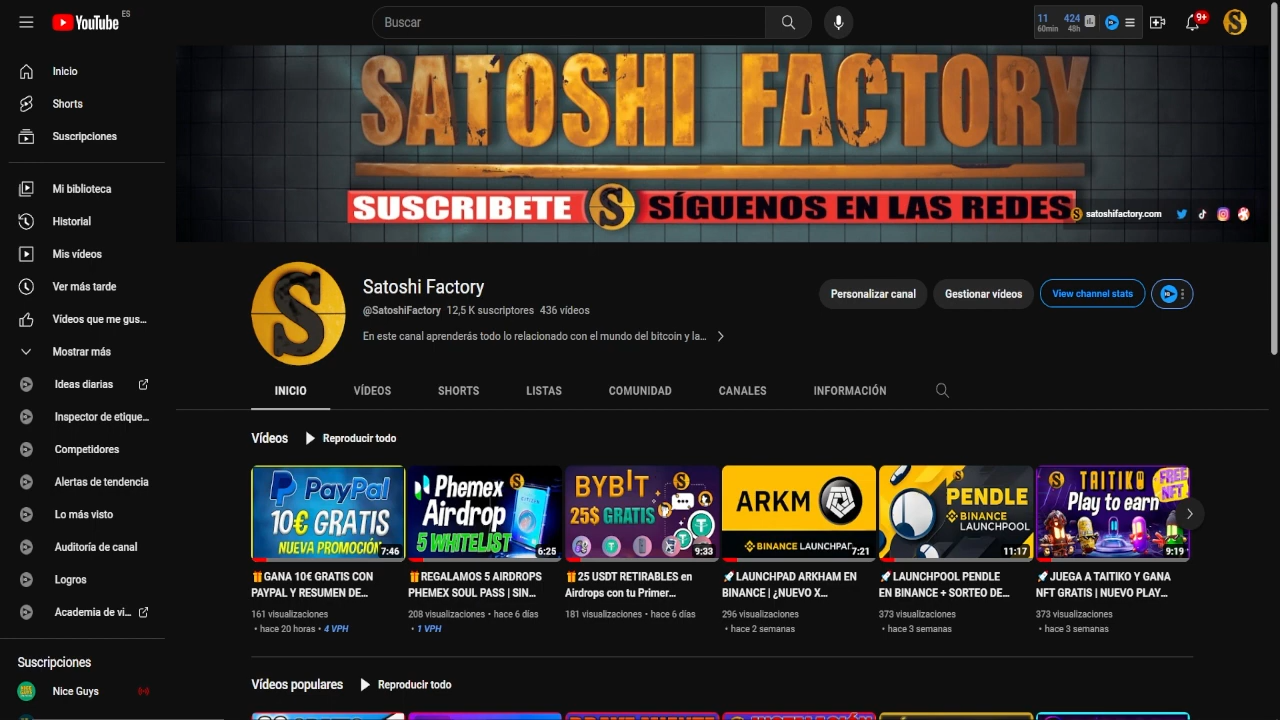 YouTube ES
Buscar
11 424
60min 48h
9+
Inicio
Shorts
Suscripciones
Mi biblioteca
Historial
Mis vídeos
Ver más tarde
Vídeos que me gus...
Mostrar más
Ideas diarias
Inspector de etique...
Competidores
Alertas de tendencia
Lo más visto
Auditoría de canal
Logros
Academia de vi...
Suscripciones
Nice Guys
SATOSHI FACTORY
SUSCRIBETE S SÍGUENOS EN LAS REDES
satoshifactory.com
S
Satoshi Factory
@SatoshiFactory 12,5 K suscriptores 436 vídeos
En este canal aprenderás todo lo relacionado con el mundo del bitcoin y la...
Personalizar canal
Gestionar vídeos
View channel stats
INICIO VÍDEOS SHORTS LISTAS COMUNIDAD CANALES INFORMACIÓN
Vídeos Reproducir todo
PayPal
10€ GRATIS
NUEVA PROMOCIÓN
7:46
GANA 10€ GRATIS CON
PAYPAL Y RESUMEN DE...
161 visualizaciones
• hace 20 horas • 4 VPH
Phemex
Airdrop
5 WHITELIST
6:25
REGALAMOS 5 AIRDROPS
PHEMEX SOUL PASS | SIN...
208 visualizaciones • hace 6 días
• 1 VPH
BYBIT
25$ GRATIS
9:33
25 USDT RETIRABLES en
Airdrops con tu Primer...
181 visualizaciones • hace 6 días
ARKM
BINANCE LAUNCHPAD
7:21
LAUNCHPAD ARKHAM EN
BINANCE | ¿NUEVO X...
296 visualizaciones
• hace 2 semanas
PENDLE
BINANCE
LAUNCHPOOL
11:17
LAUNCHPOOL PENDLE
EN BINANCE + SORTEO DE...
373 visualizaciones
• hace 3 semanas
TAITIKO
Play to earn
FREE
NFT
9:19
JUEGA A TAITIKO Y GANA
NFT GRATIS | NUEVO PLAY...
373 visualizaciones
• hace 3 semanas
Vídeos populares Reproducir todo